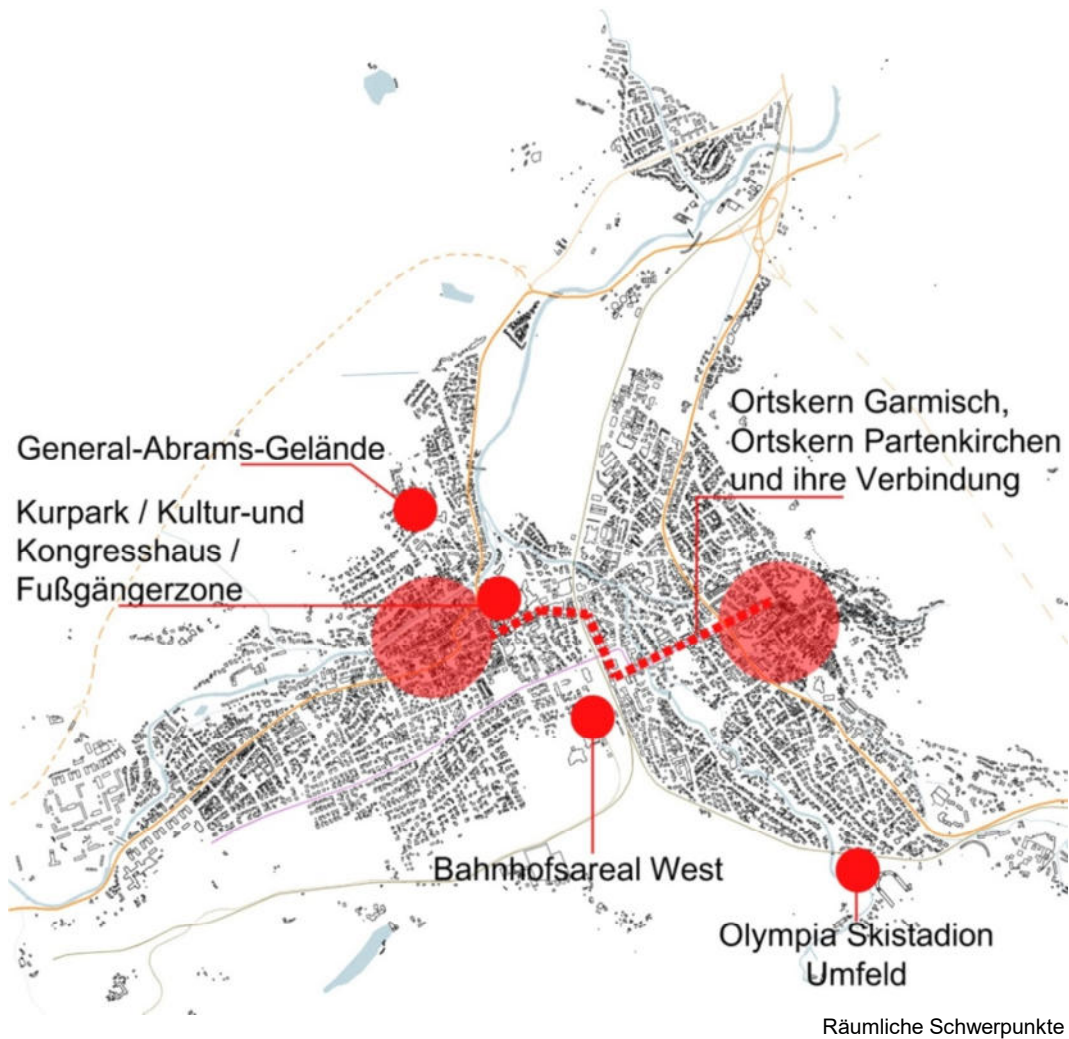 Ortskern Garmisch,
Ortskern Partenkirchen
und ihre Verbindung
General-Abrams-Gelände
Kurpark / Kultur-und
Kongresshaus /
Fußgängerzone
Bahnhofsareal West
Olympia Skistadion
Umfeld
Räumliche Schwerpunkte